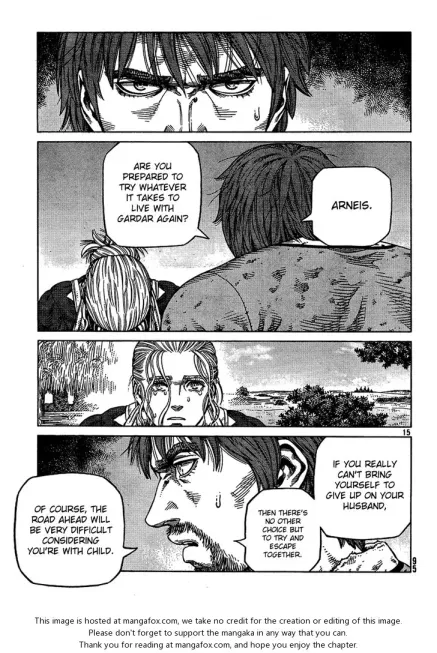 ARNEIS.
ARE YOU
PREPARED TO
TRY WHATEVER
IT TAKES TO
LIVE WITH
GARDAR AGAIN?
15
IF YOU REALLY
CAN'T BRING
YOURSELF TO
GIVE UP ON YOUR
HUSBAND,
THEN THERE'S
NO OTHER
CHOICE BUT
TO TRY AND
ESCAPE
TOGETHER.
OF COURSE, THE
ROAD AHEAD WILL
BE VERY DIFFICULT
CONSIDERING
YOU'RE WITH CHILD.
95
This image is hosted at mangafox.com, we take no credit for the creation or editing of this image.
Please don't forget to support the mangaka in any way that you can.
Thank you for reading at mangafox.com, and hope you enjoy the chapter.